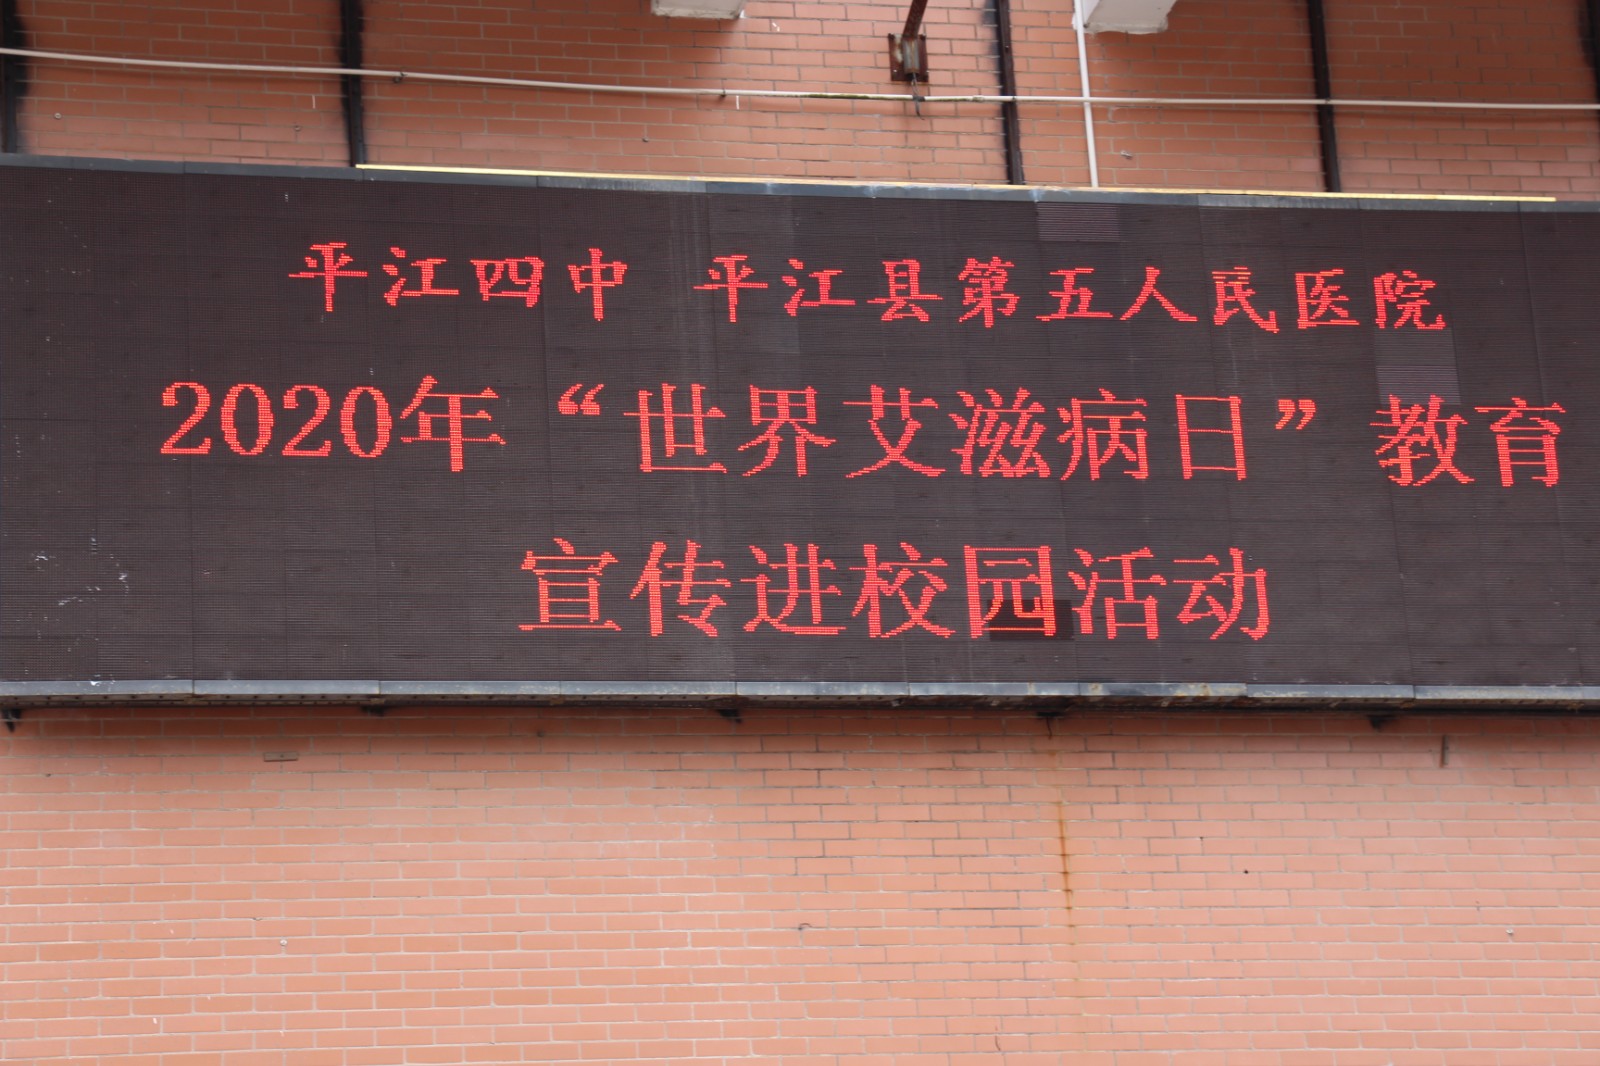 平江四中 平江县第五人民医院
2020年“世界艾滋病日”教育
宣传进校园活动